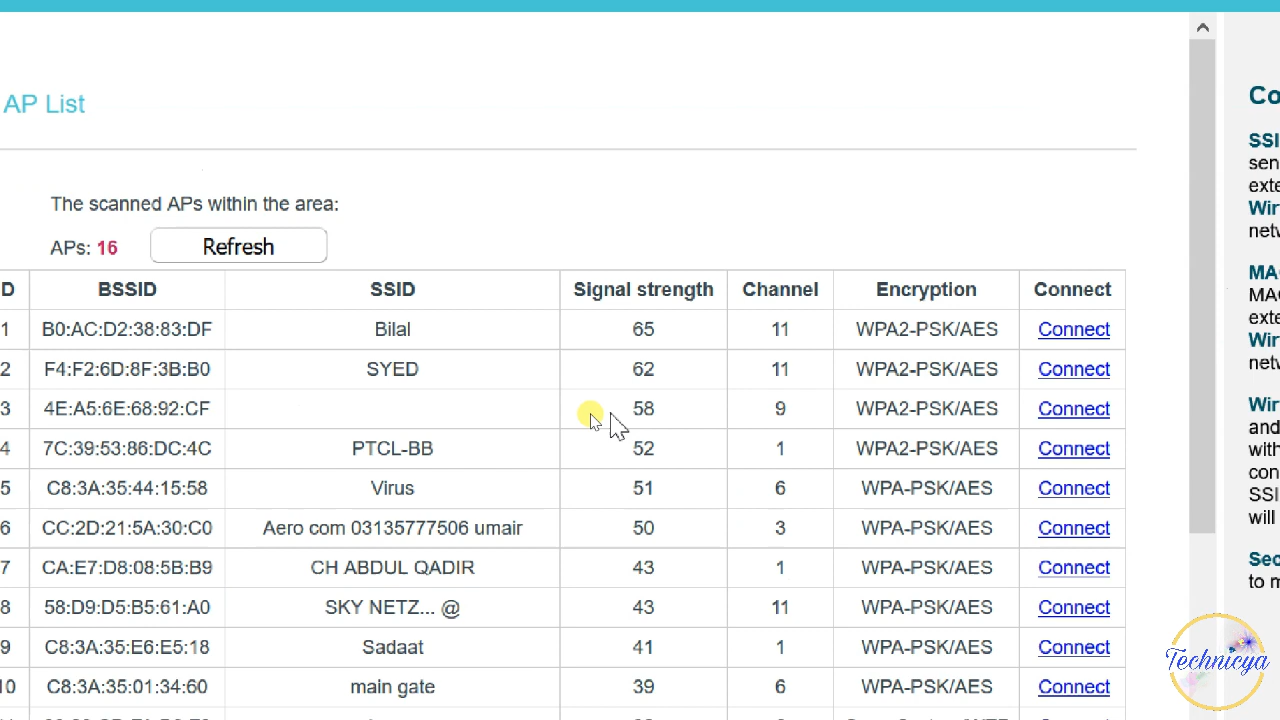 AP List
The scanned APs within the area:
APs: 16 Refresh
D BSSID SSID Signal strength Channel Encryption Connect
1 B0:AC:D2:38:83:DF Bilal 65 11 WPA2-PSK/AES Connect
2 F4:F2:6D:8F:3B:B0 SYED 62 11 WPA2-PSK/AES Connect
3 4E:A5:6E:68:92:CF 58 9 WPA2-PSK/AES Connect
4 7C:39:53:86:DC:4C PTCL-BB 52 1 WPA2-PSK/AES Connect
5 C8:3A:35:44:15:58 Virus 51 6 WPA-PSK/AES Connect
6 CC:2D:21:5A:30:C0 Aero com 03135777506 umair 50 3 WPA-PSK/AES Connect
7 CA:E7:D8:08:5B:B9 CH ABDUL QADIR 43 1 WPA-PSK/AES Connect
8 58:D9:D5:B5:61:A0 SKY NETZ... @ 43 11 WPA-PSK/AES Connect
9 C8:3A:35:E6:E5:18 Sadaat 41 1 WPA-PSK/AES Connect
10 C8:3A:35:01:34:60 main gate 39 6 WPA-PSK/AES Connect
Co
SSI
sen
exte
Wir
netw
MAC
MAC
exte
Wir
netw
Wir
and
with
con
SSI
will
Sec
to m
Technicya